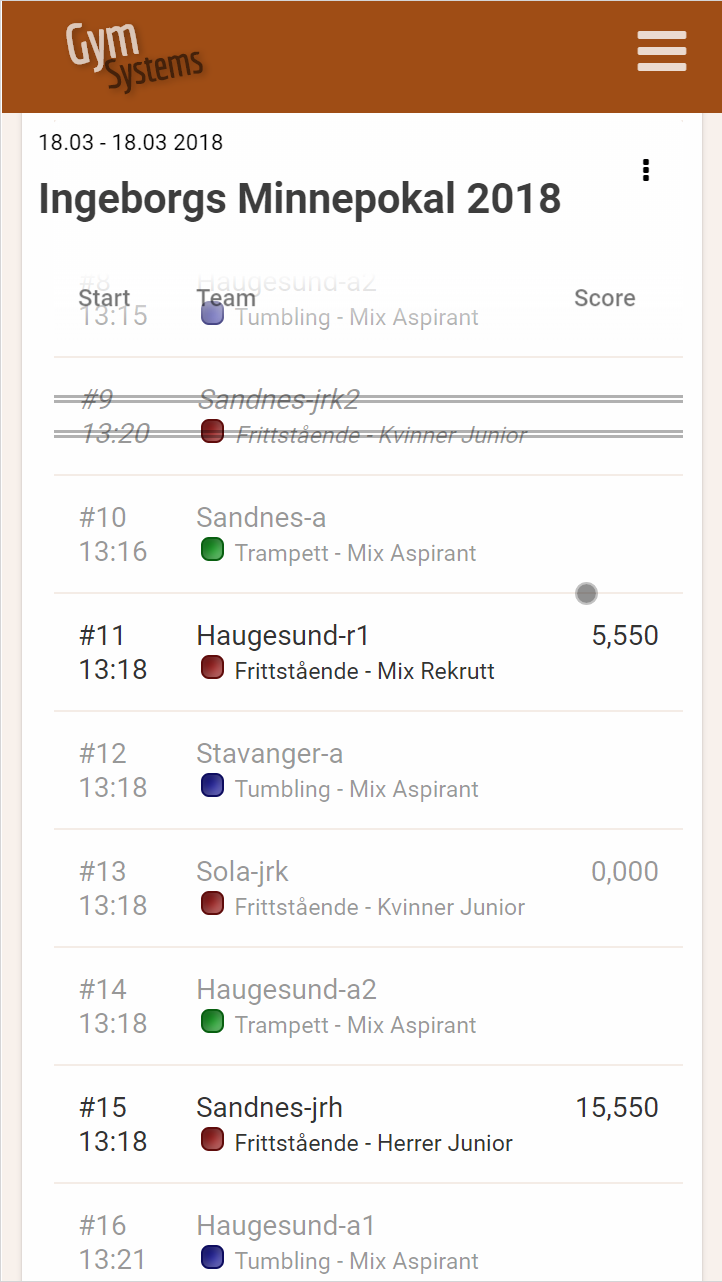 Gym
Systems
18.03 - 18.03 2018
Ingeborgs Minnepokal 2018
#8 Haugesund-a2
Start Team Score
13:15 Tumbling - Mix Aspirant
#9 Sandnes-jrk2
13:20 Frittstående - Kvinner Junior
#10 Sandnes-a
13:16 Trampett - Mix Aspirant
#11 Haugesund-r1 5,550
13:18 Frittstående - Mix Rekrutt
#12 Stavanger-a
13:18 Tumbling - Mix Aspirant
#13 Sola-jrk 0,000
13:18 Frittstående - Kvinner Junior
#14 Haugesund-a2
13:18 Trampett - Mix Aspirant
#15 Sandnes-jrh 15,550
13:18 Frittstående - Herrer Junior
#16 Haugesund-a1
13:21 Tumbling - Mix Aspirant